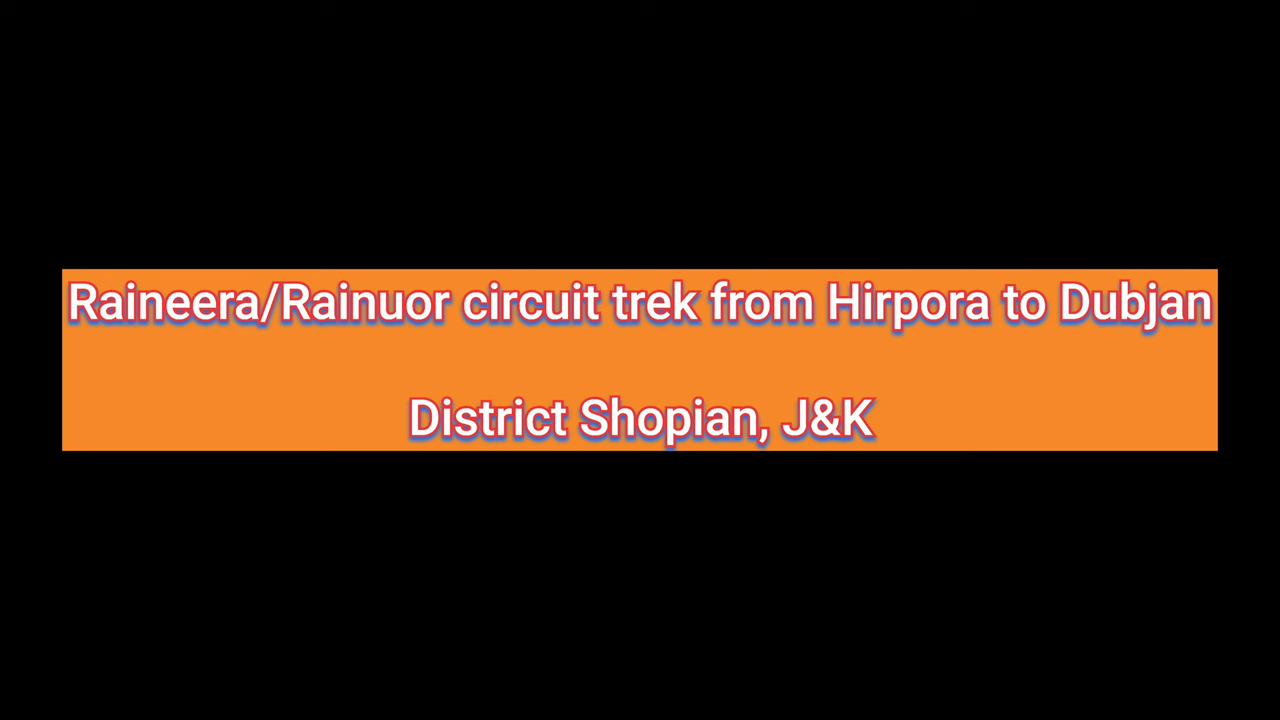 Raineera/Rainuor circuit trek from Hirpora to Dubjan
District Shopian, J&K